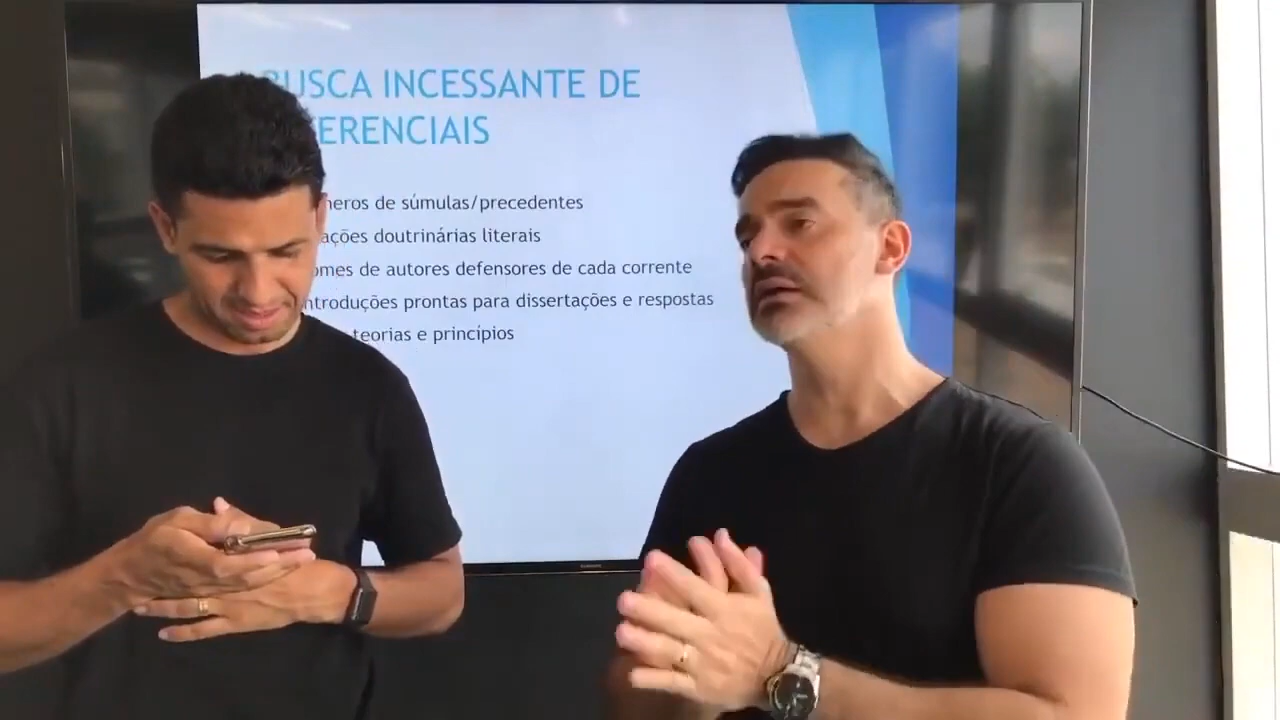 BUSCA INCESSANTE DE
ERENCIAIS
meros de súmulas/precedentes
ações doutrinárias literais
omes de autores defensores de cada corrente
ntroduções prontas para dissertações e respostas
teorias e princípios
SAMSUNG